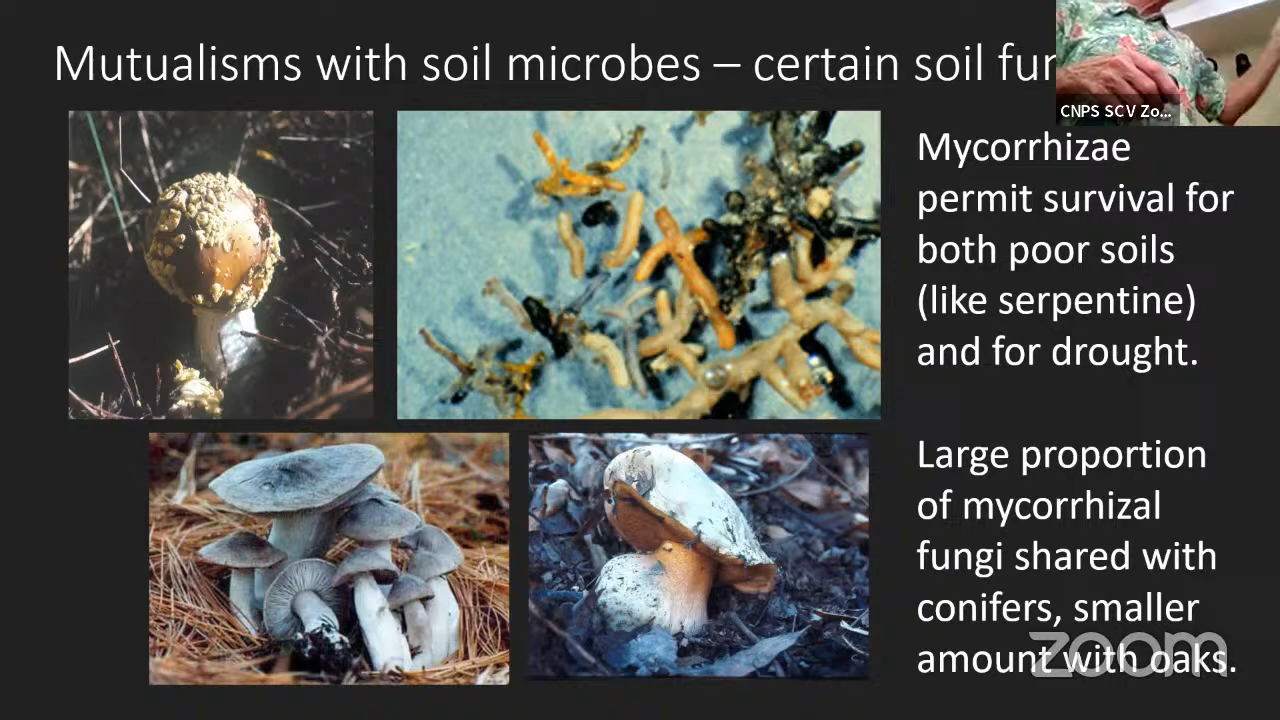 Mutualisms with soil microbes – certain soil
CNPS SCV Zo...
Mycorrhizae
permit survival for
both poor soils
(like serpentine)
and for drought.
Large proportion
of mycorrhizal
fungi shared with
conifers, smaller
amount with oaks.
zoom